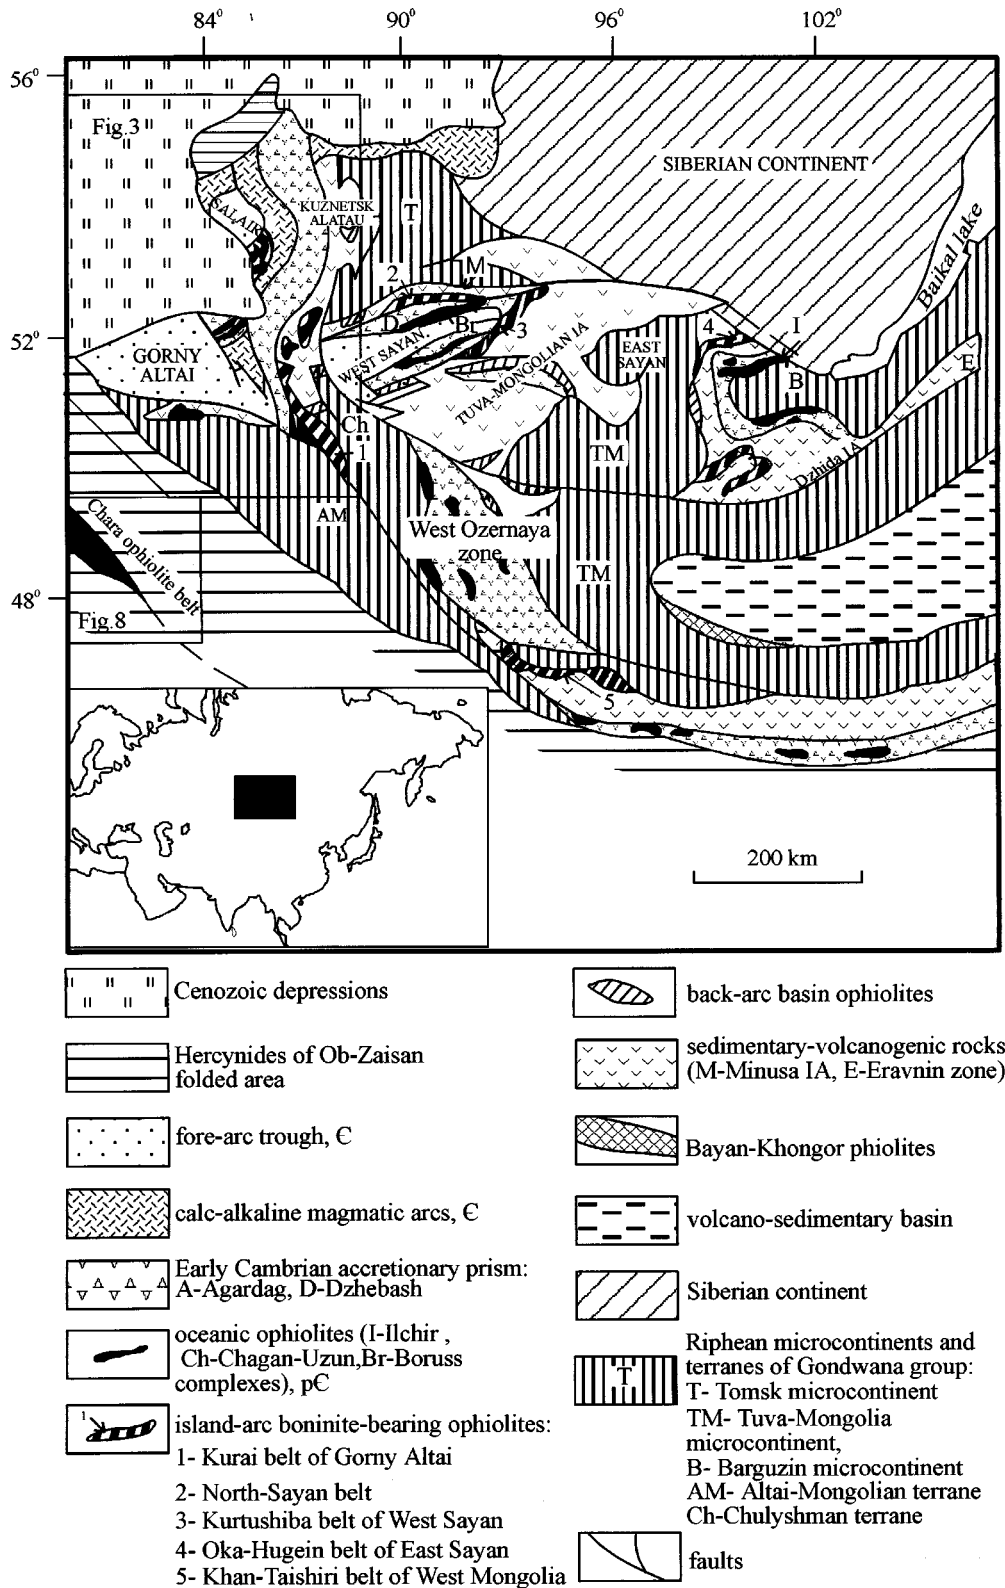 84° 90 96° 102°
56°
Fig.3
SIBERIAN CONTINENT
SALAIR
KUZNETSK
ALATAU
T
Baikal lake
M
2
D
Br
3
4
I
52°
GORNY
ALTAI
WEST SAYAN
TUVA-MONGOLIAN IA
EAST
SAYAN
B
E
Ch
1
TM
Dzhida IA
AM
Chara ophiolite belt
West Ozernaya
zone
TM
48°
Fig.8
5
200 km
Cenozoic depressions
Hercynides of Ob-Zaisan
folded area
fore-arc trough, Є
calc-alkaline magmatic arcs, Є
Early Cambrian accretionary prism:
A-Agardag, D-Dzhebash
oceanic ophiolites (I-Ilchir ,
Ch-Chagan-Uzun,Br-Boruss
complexes), pЄ
1
island-arc boninite-bearing ophiolites:
1- Kurai belt of Gorny Altai
2- North-Sayan belt
3- Kurtushiba belt of West Sayan
4- Oka-Hugein belt of East Sayan
5- Khan-Taishiri belt of West Mongolia
back-arc basin ophiolites
sedimentary-volcanogenic rocks
(M-Minusa IA, E-Eravnin zone)
Bayan-Khongor phiolites
volcano-sedimentary basin
Siberian continent
T
Riphean microcontinents and
terranes of Gondwana group:
T- Tomsk microcontinent
TM- Tuva-Mongolia
microcontinent,
B- Barguzin microcontinent
AM- Altai-Mongolian terrane
Ch-Chulyshman terrane
faults